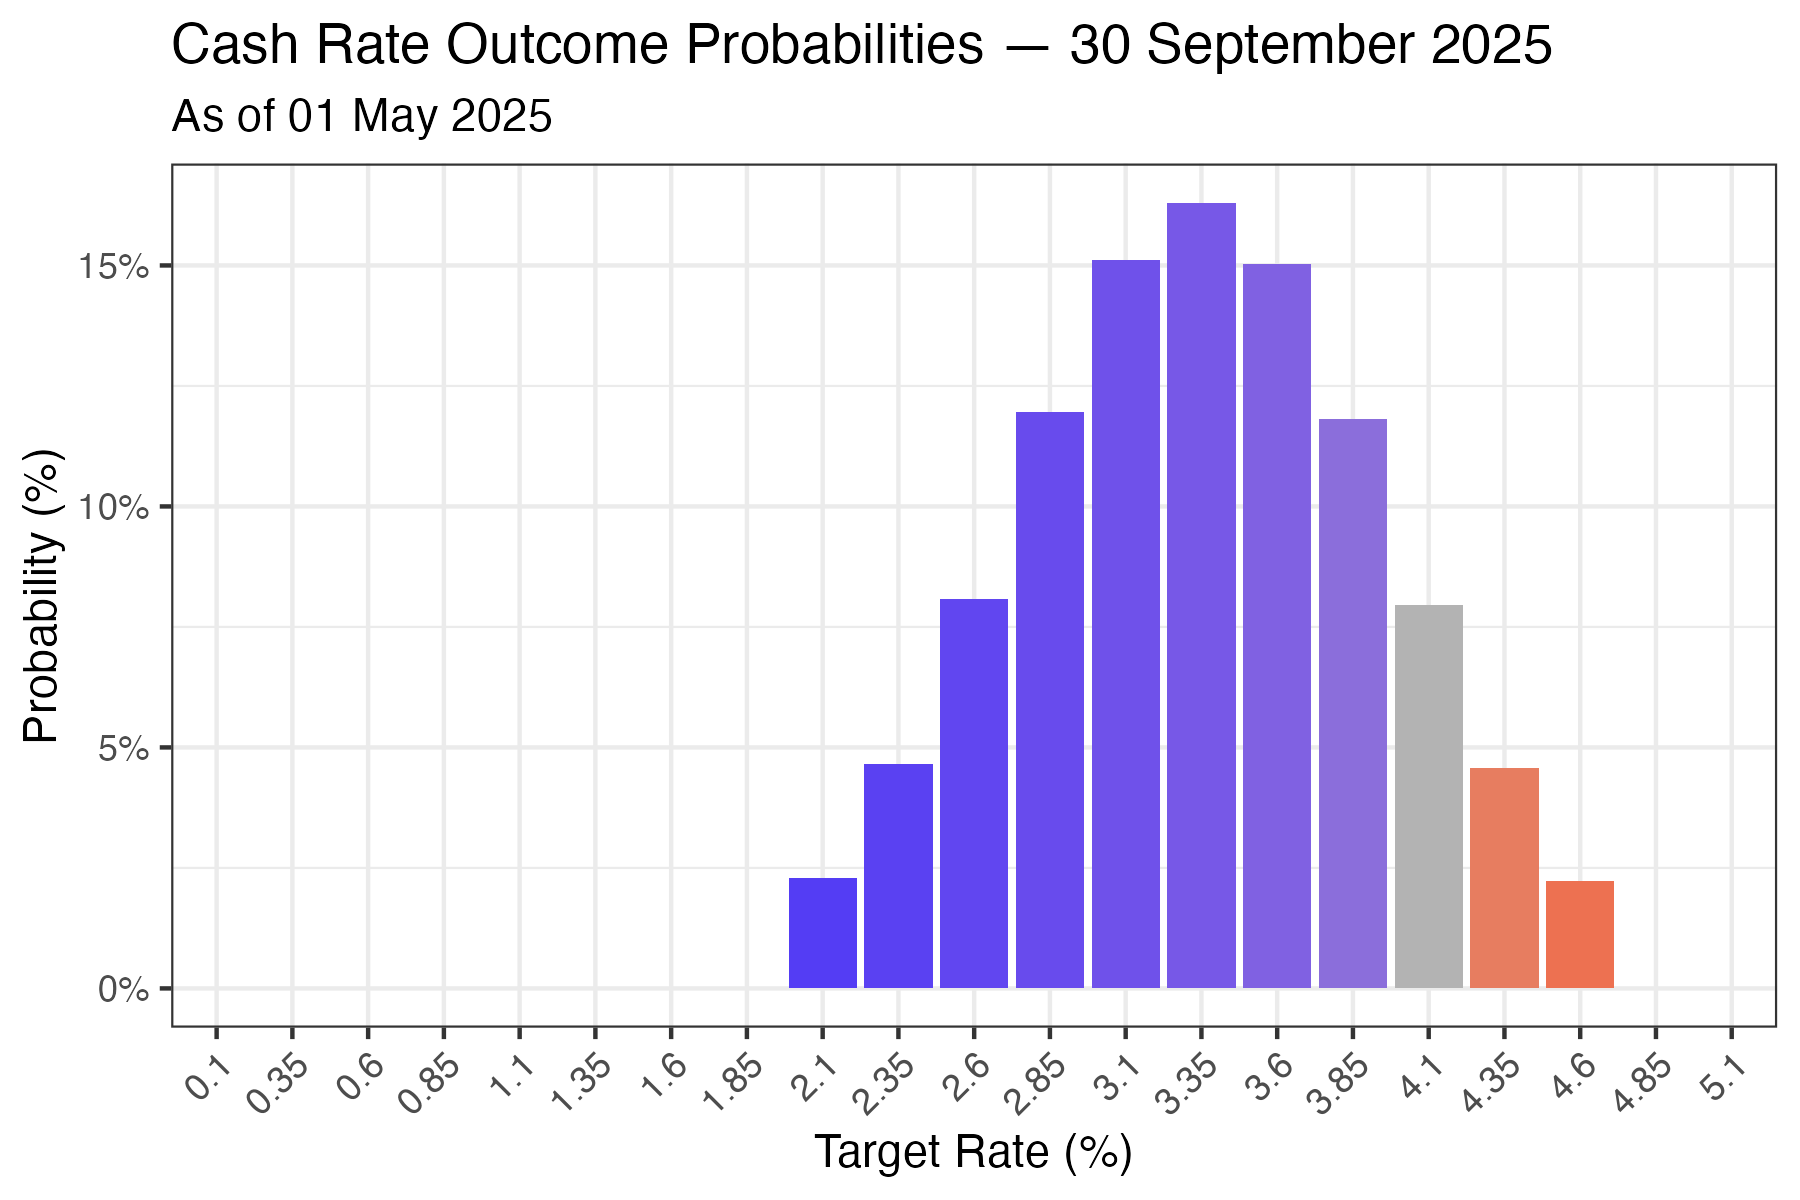 Cash Rate Outcome Probabilities — 30 September 2025
As of 01 May 2025
Probability (%)
15%
10%
5%
0%
0.1 0.35 0.6 0.85 1.1 1.35 1.6 1.85 2.1 2.35 2.6 2.85 3.1 3.35 3.6 3.85 4.1 4.35 4.6 4.85 5.1
Target Rate (%)